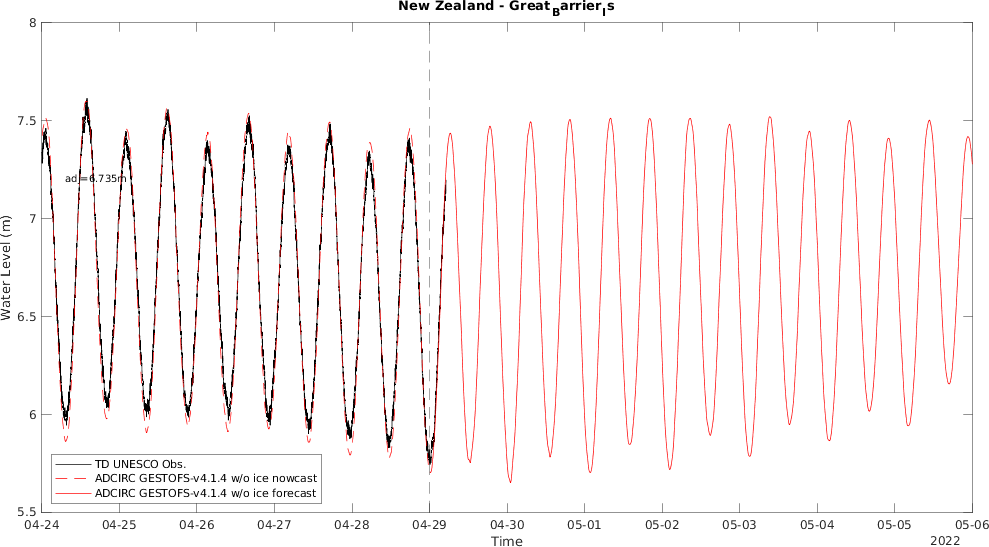 New Zealand - Great_Barrier_Is
8
7.5
7
6.5
6
5.5
Water Level (m)
ad =6.735m
TD UNESCO Obs.
ADCIRC GESTOFS-v4.1.4 w/o ice nowcast
ADCIRC GESTOFS-v4.1.4 w/o ice forecast
04-24 04-25 04-26 04-27 04-28 04-29 04-30 05-01 05-02 05-03 05-04 05-05 05-06
Time
2022